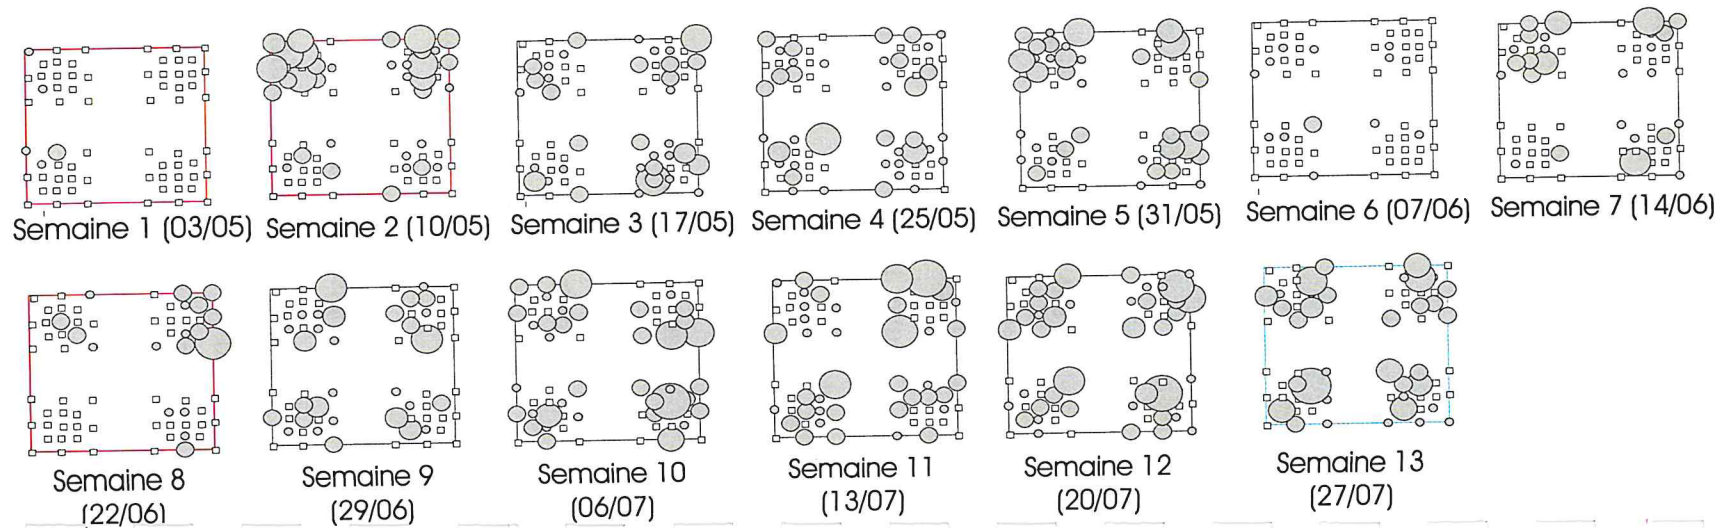 Semaine 1 (03/05) Semaine 2 (10/05) Semaine 3 (17/05) Semaine 4 (25/05) Semaine 5 (31/05) Semaine 6 (07/06) Semaine 7 (14/06)
Semaine 8 Semaine 9 Semaine 10 Semaine 11 Semaine 12 Semaine 13
(22/06) (29/06) (06/07) (13/07) (20/07) (27/07)